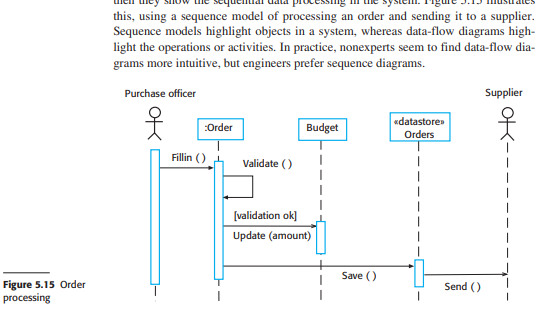 then they show the sequential data processing in the system. Figure 5.15 illustrates
this, using a sequence model of processing an order and sending it to a supplier.
Sequence models highlight objects in a system, whereas data-flow diagrams high-
light the operations or activities. In practice, nonexperts seem to find data-flow dia-
grams more intuitive, but engineers prefer sequence diagrams.
Purchase officer
Supplier
:Order
Budget
«datastore»
Orders
Fillin ( )
Validate ( )
[validation ok]
Update (amount)
Save ( )
Send ( )
Figure 5.15 Order
processing